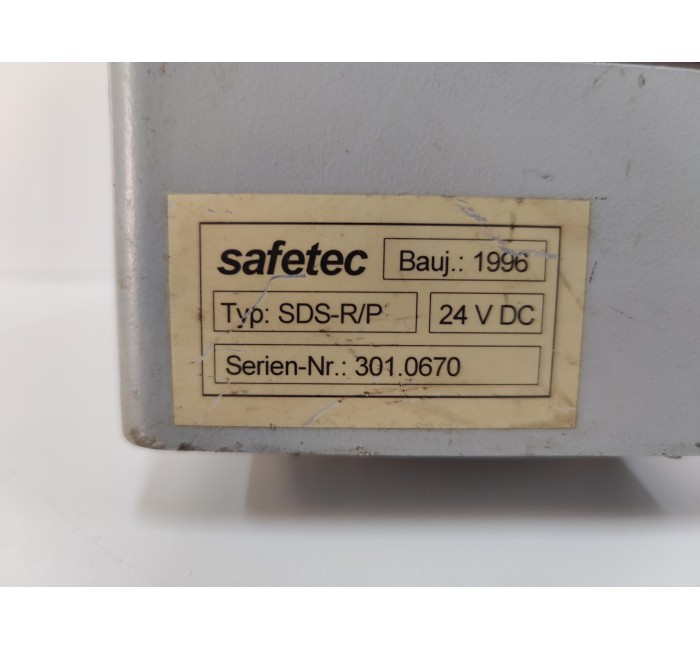 safetec Bauj.: 1996
Typ: SDS-R/P 24 V DC
Serien-Nr.: 301.0670